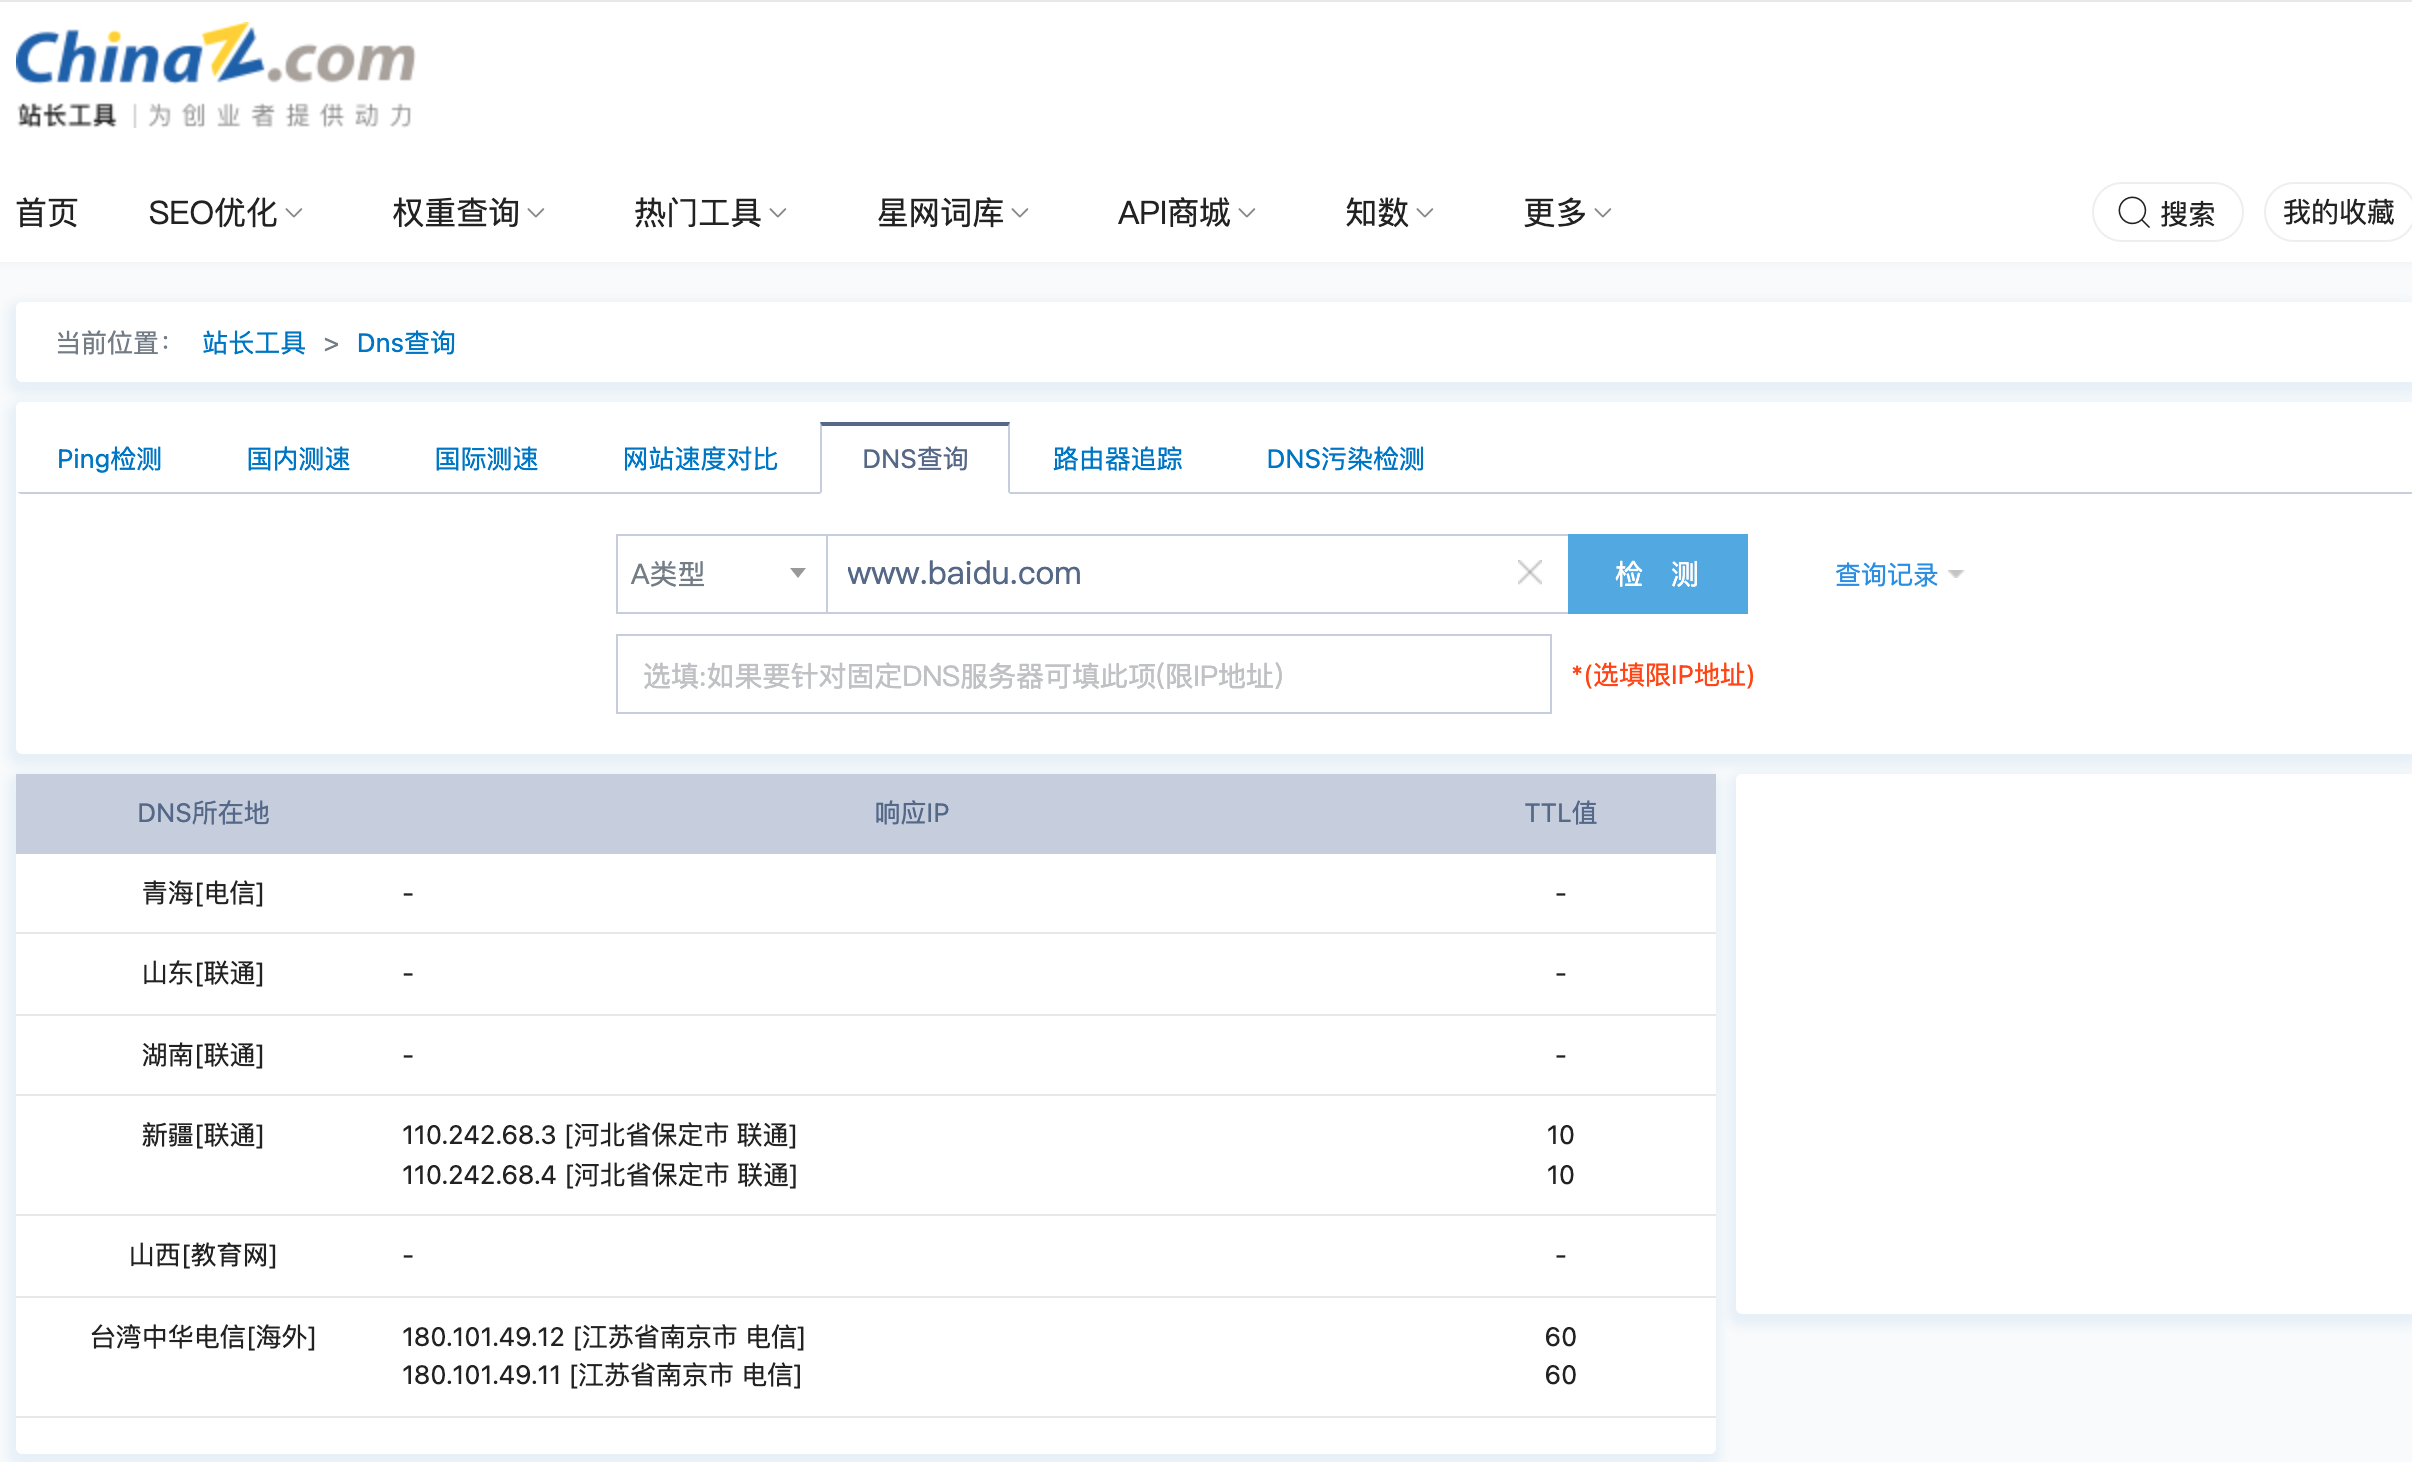 ChinaZ.com
站长工具 | 为创业者提供动力
首页 SEO优化 权重查询 热门工具 星网词库 API商城 知数 更多 搜索 我的收藏
当前位置： 站长工具 > Dns查询
Ping检测 国内测速 国际测速 网站速度对比 DNS查询 路由器追踪 DNS污染检测
A类型 www.baidu.com 检 测 查询记录
选填:如果要针对固定DNS服务器可填此项(限IP地址) *(选填限IP地址)
DNS所在地 响应IP TTL值
青海[电信] - -
山东[联通] - -
湖南[联通] - -
新疆[联通] 110.242.68.3 [河北省保定市 联通] 10
110.242.68.4 [河北省保定市 联通] 10
山西[教育网] - -
台湾中华电信[海外] 180.101.49.12 [江苏省南京市 电信] 60
180.101.49.11 [江苏省南京市 电信] 60